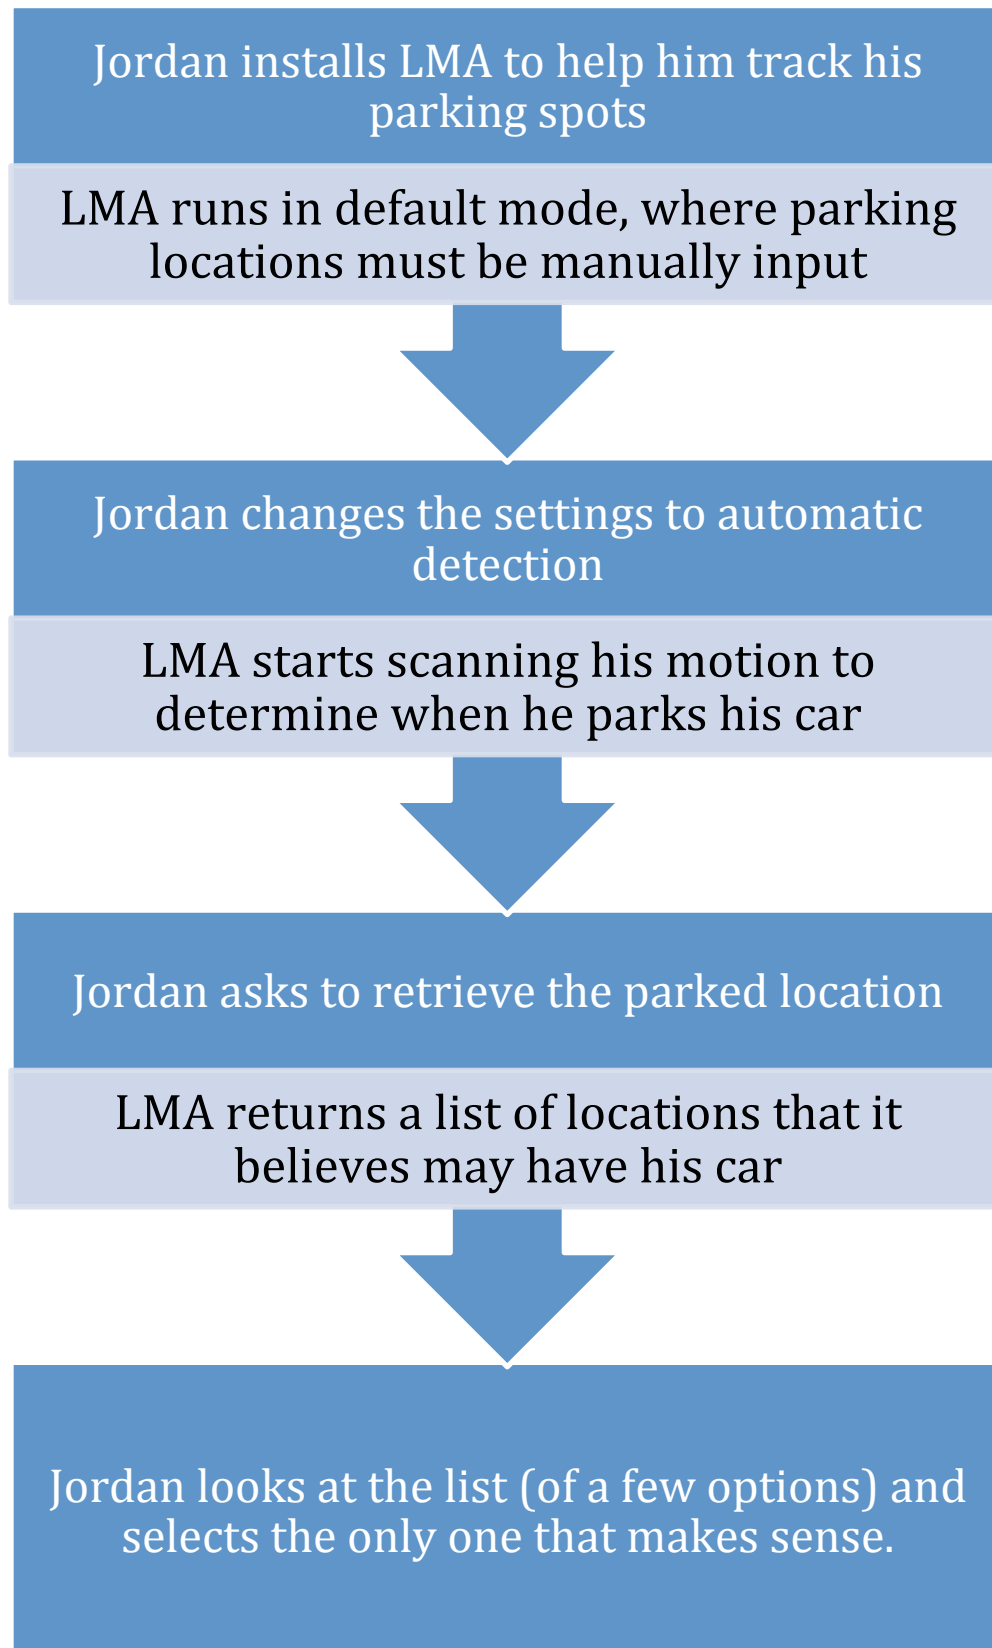 Jordan installs LMA to help him track his
parking spots
LMA runs in default mode, where parking
locations must be manually input
Jordan changes the settings to automatic
detection
LMA starts scanning his motion to
determine when he parks his car
Jordan asks to retrieve the parked location
LMA returns a list of locations that it
believes may have his car
Jordan looks at the list (of a few options) and
selects the only one that makes sense.